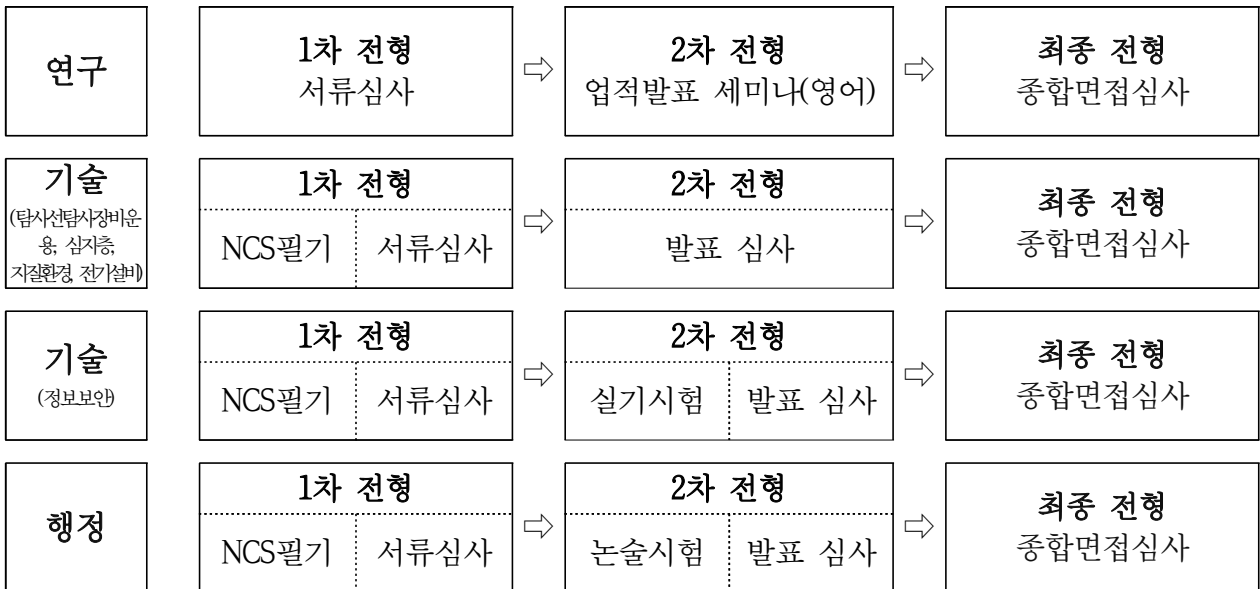 연구
1차 전형
서류심사
⇨
2차 전형
업적발표 세미나(영어)
⇨
최종 전형
종합면접심사
기술
(탐사선탐사장비운
용, 심지층,
지질환경, 전기설비)
1차 전형
NCS필기 서류심사
⇨
2차 전형
발표 심사
⇨
최종 전형
종합면접심사
기술
(정보보안)
1차 전형
NCS필기 서류심사
⇨
2차 전형
실기시험 발표 심사
⇨
최종 전형
종합면접심사
행정
1차 전형
NCS필기 서류심사
⇨
2차 전형
논술시험 발표 심사
⇨
최종 전형
종합면접심사